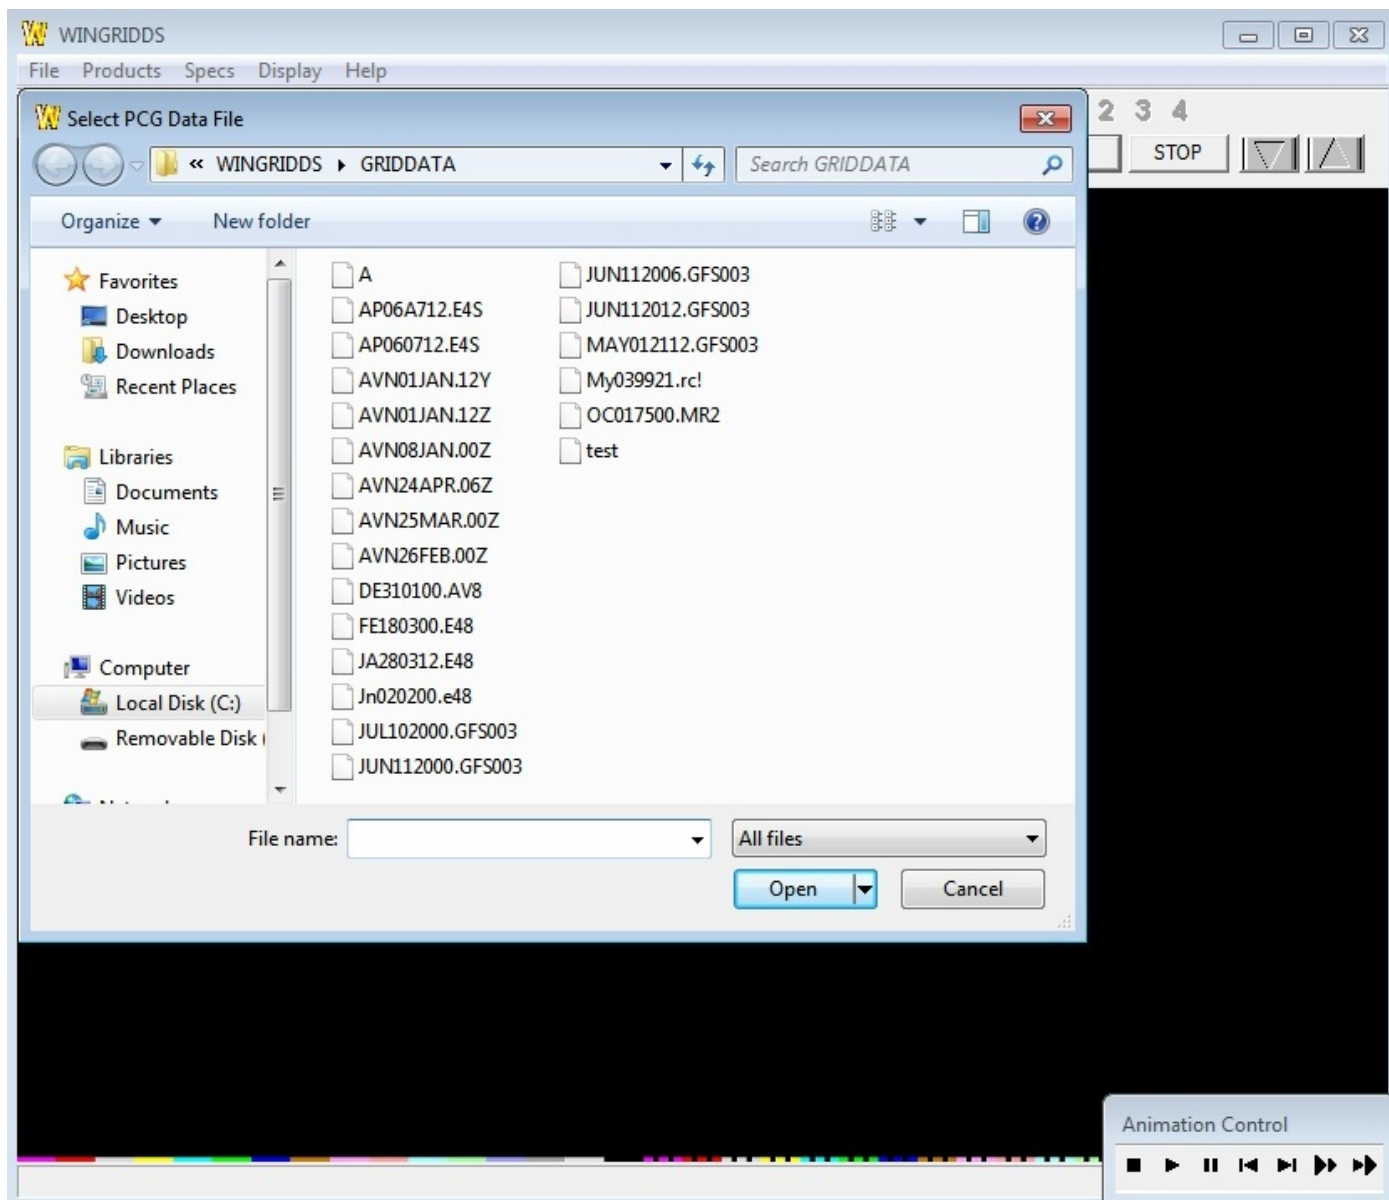 WINGRIDDS
File Products Specs Display Help
Select PCG Data File
2 3 4
« WINGRIDDS GRIDDATA
Search GRIDDATA
STOP
Organize New folder
Favorites
Desktop
Downloads
Recent Places
Libraries
Documents
Music
Pictures
Videos
Computer
Local Disk (C:)
Removable Disk
A
AP06A712.E4S
AP060712.E4S
AVN01JAN.12Y
AVN01JAN.12Z
AVN08JAN.00Z
AVN24APR.06Z
AVN25MAR.00Z
AVN26FEB.00Z
DE310100.AV8
FE180300.E48
JA280312.E48
Jn020200.e48
JUL102000.GFS003
JUN112000.GFS003
JUN112006.GFS003
JUN112012.GFS003
MAY012112.GFS003
My039921.rc!
OC017500.MR2
test
File name:
All files
Open
Cancel
Animation Control